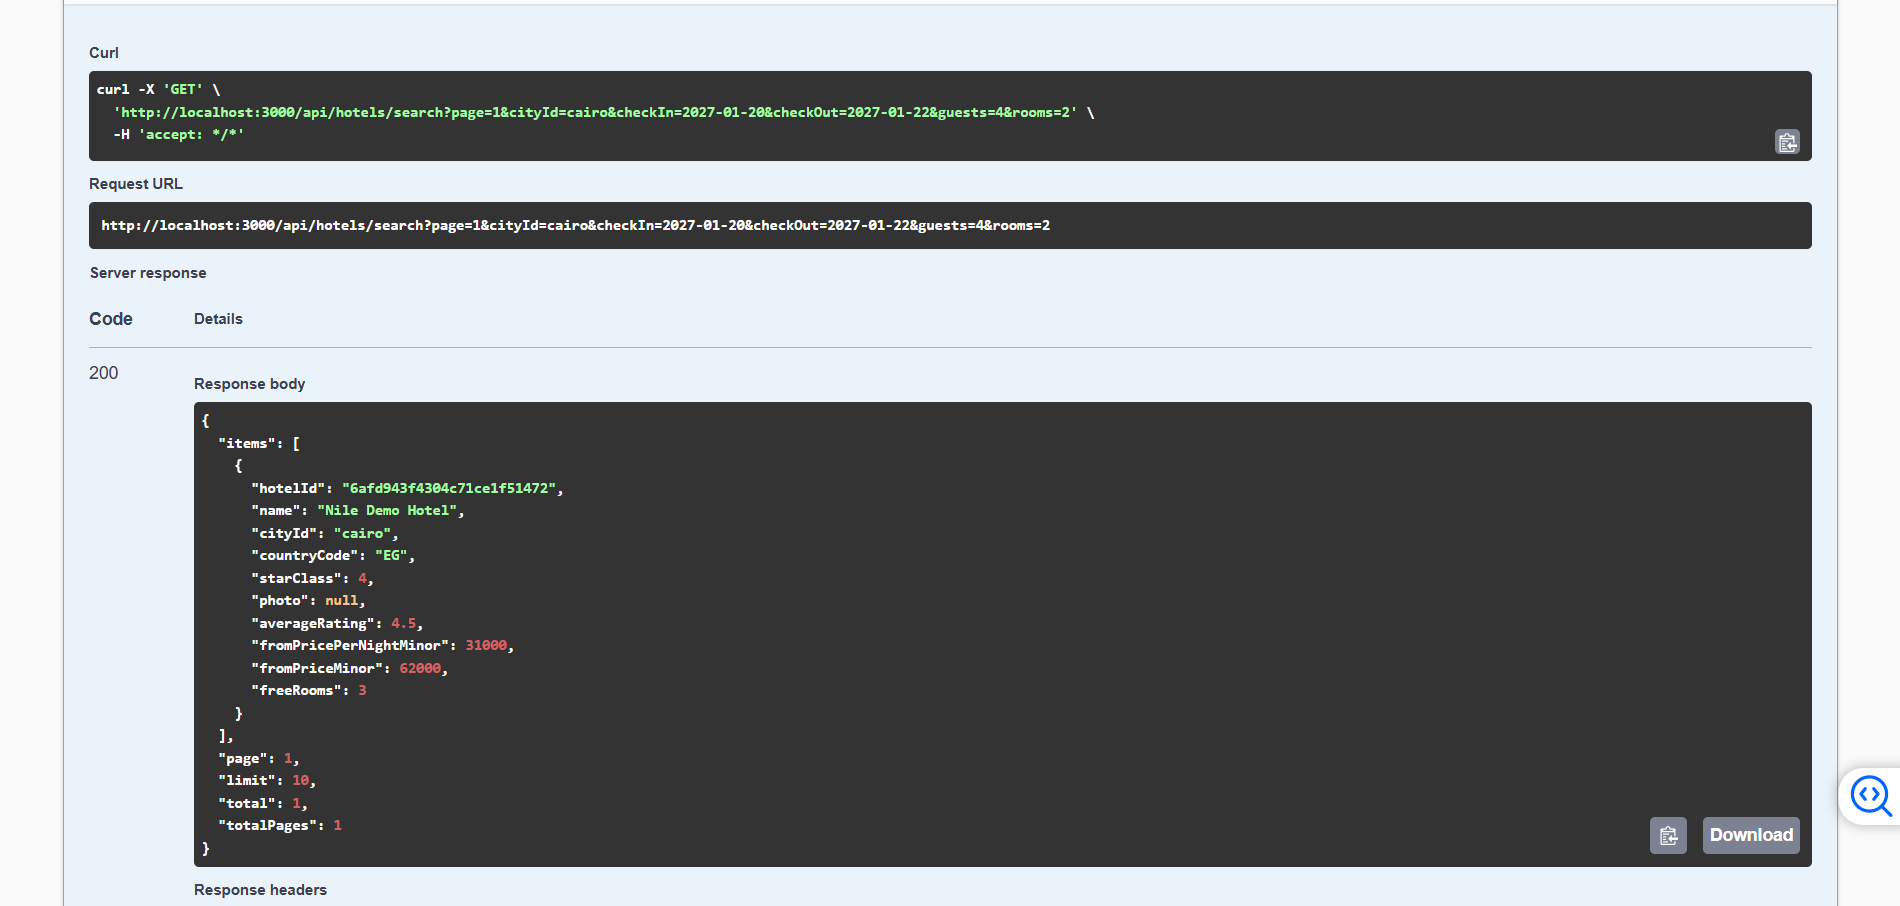 Curl
curl -X 'GET' \
  'http://localhost:3000/api/hotels/search?page=1&cityId=cairo&checkIn=2027-01-20&checkOut=2027-01-22&guests=4&rooms=2' \
  -H 'accept: */*'
Request URL
http://localhost:3000/api/hotels/search?page=1&cityId=cairo&checkIn=2027-01-20&checkOut=2027-01-22&guests=4&rooms=2
Server response
Code Details
200
Response body
{
  "items": [
    {
      "hotelId": "6afd943f4304c71ce1f51472",
      "name": "Nile Demo Hotel",
      "cityId": "cairo",
      "countryCode": "EG",
      "starClass": 4,
      "photo": null,
      "averageRating": 4.5,
      "fromPricePerNightMinor": 31000,
      "fromPriceMinor": 62000,
      "freeRooms": 3
    }
  ],
  "page": 1,
  "limit": 10,
  "total": 1,
  "totalPages": 1
}
Download
Response headers